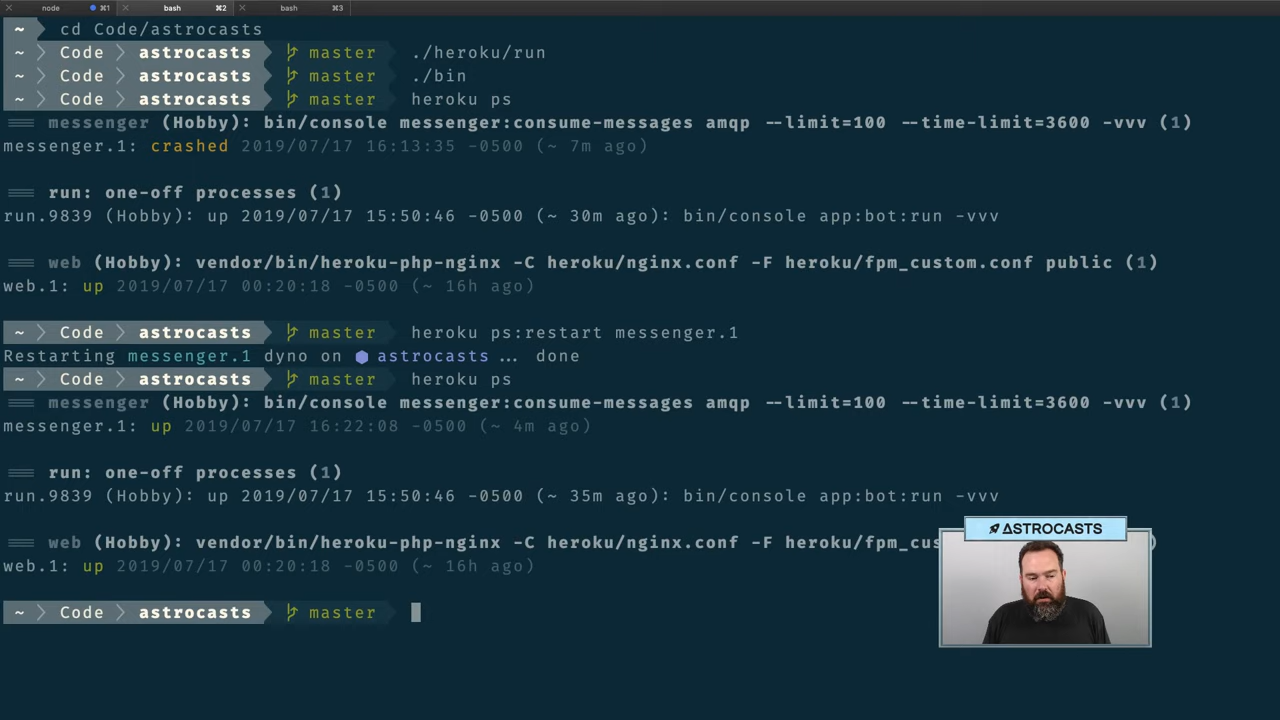 node ⌘1 bash ⌘2 bash ⌘3
~ cd Code/astrocasts
~ Code astrocasts master ./heroku/run
~ Code astrocasts master ./bin
~ Code astrocasts master heroku ps
=== messenger (Hobby): bin/console messenger:consume-messages amqp --limit=100 --time-limit=3600 -vvv (1)
messenger.1: crashed 2019/07/17 16:13:35 -0500 (~ 7m ago)
=== run: one-off processes (1)
run.9839 (Hobby): up 2019/07/17 15:50:46 -0500 (~ 30m ago): bin/console app:bot:run -vvv
=== web (Hobby): vendor/bin/heroku-php-nginx -C heroku/nginx.conf -F heroku/fpm_custom.conf public (1)
web.1: up 2019/07/17 00:20:18 -0500 (~ 16h ago)
~ Code astrocasts master heroku ps:restart messenger.1
Restarting messenger.1 dyno on ⬢ astrocasts ... done
~ Code astrocasts master heroku ps
=== messenger (Hobby): bin/console messenger:consume-messages amqp --limit=100 --time-limit=3600 -vvv (1)
messenger.1: up 2019/07/17 16:22:08 -0500 (~ 4m ago)
=== run: one-off processes (1)
run.9839 (Hobby): up 2019/07/17 15:50:46 -0500 (~ 35m ago): bin/console app:bot:run -vvv
=== web (Hobby): vendor/bin/heroku-php-nginx -C heroku/nginx.conf -F heroku/fpm_cus )
web.1: up 2019/07/17 00:20:18 -0500 (~ 16h ago)
~ Code astrocasts master
ASTROCASTS